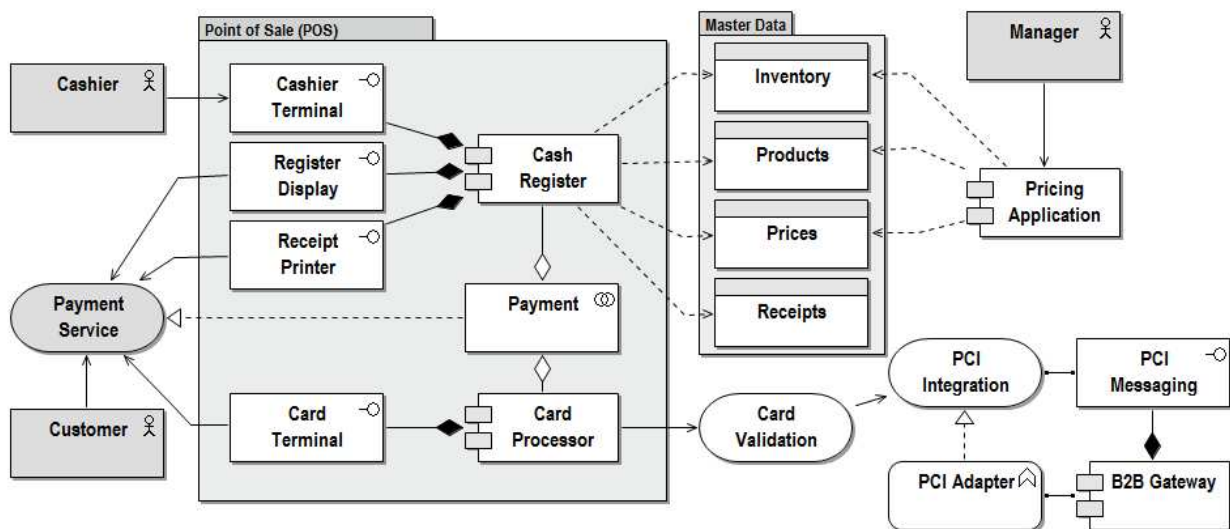 Point of Sale (POS)
Master Data
Manager
Cashier
Cashier
Terminal
Inventory
Register
Display
Cash
Register
Products
Pricing
Application
Receipt
Printer
Prices
Payment
Service
Payment
Receipts
PCI
Integration
PCI
Messaging
Customer
Card
Terminal
Card
Processor
Card
Validation
PCI Adapter
B2B Gateway